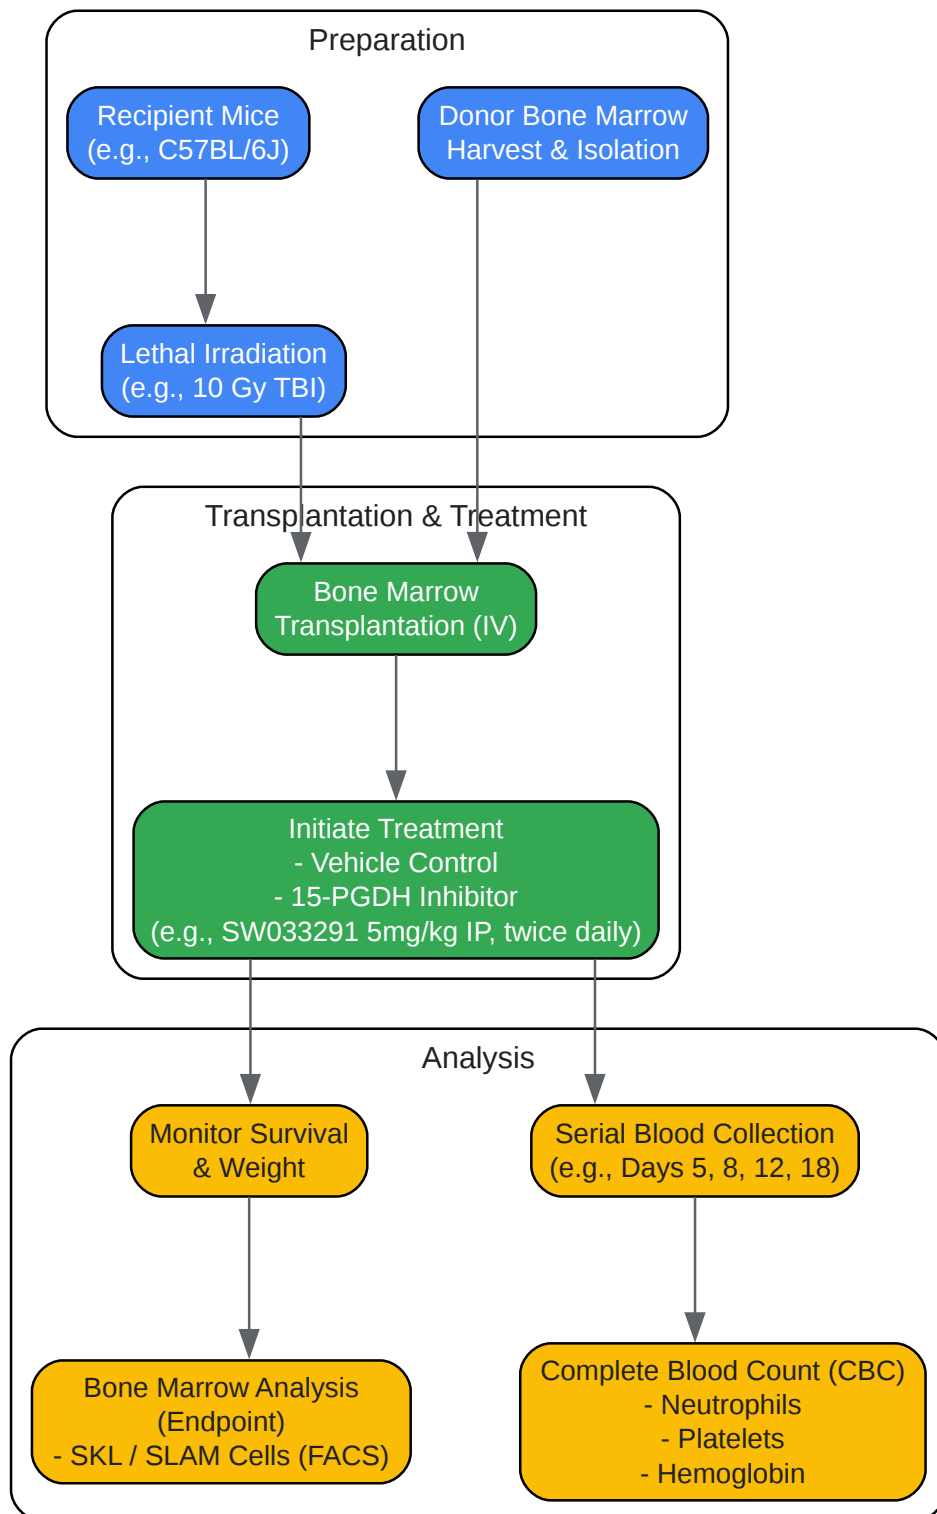 Preparation
Recipient Mice
(e.g., C57BL/6J)
Donor Bone Marrow
Harvest & Isolation
Lethal Irradiation
(e.g., 10 Gy TBI)
Transplantation & Treatment
Bone Marrow
Transplantation (IV)
Initiate Treatment
- Vehicle Control
- 15-PGDH Inhibitor
(e.g., SW033291 5mg/kg IP, twice daily)
Analysis
Monitor Survival
& Weight
Serial Blood Collection
(e.g., Days 5, 8, 12, 18)
Bone Marrow Analysis
(Endpoint)
- SKL / SLAM Cells (FACS)
Complete Blood Count (CBC)
- Neutrophils
- Platelets
- Hemoglobin